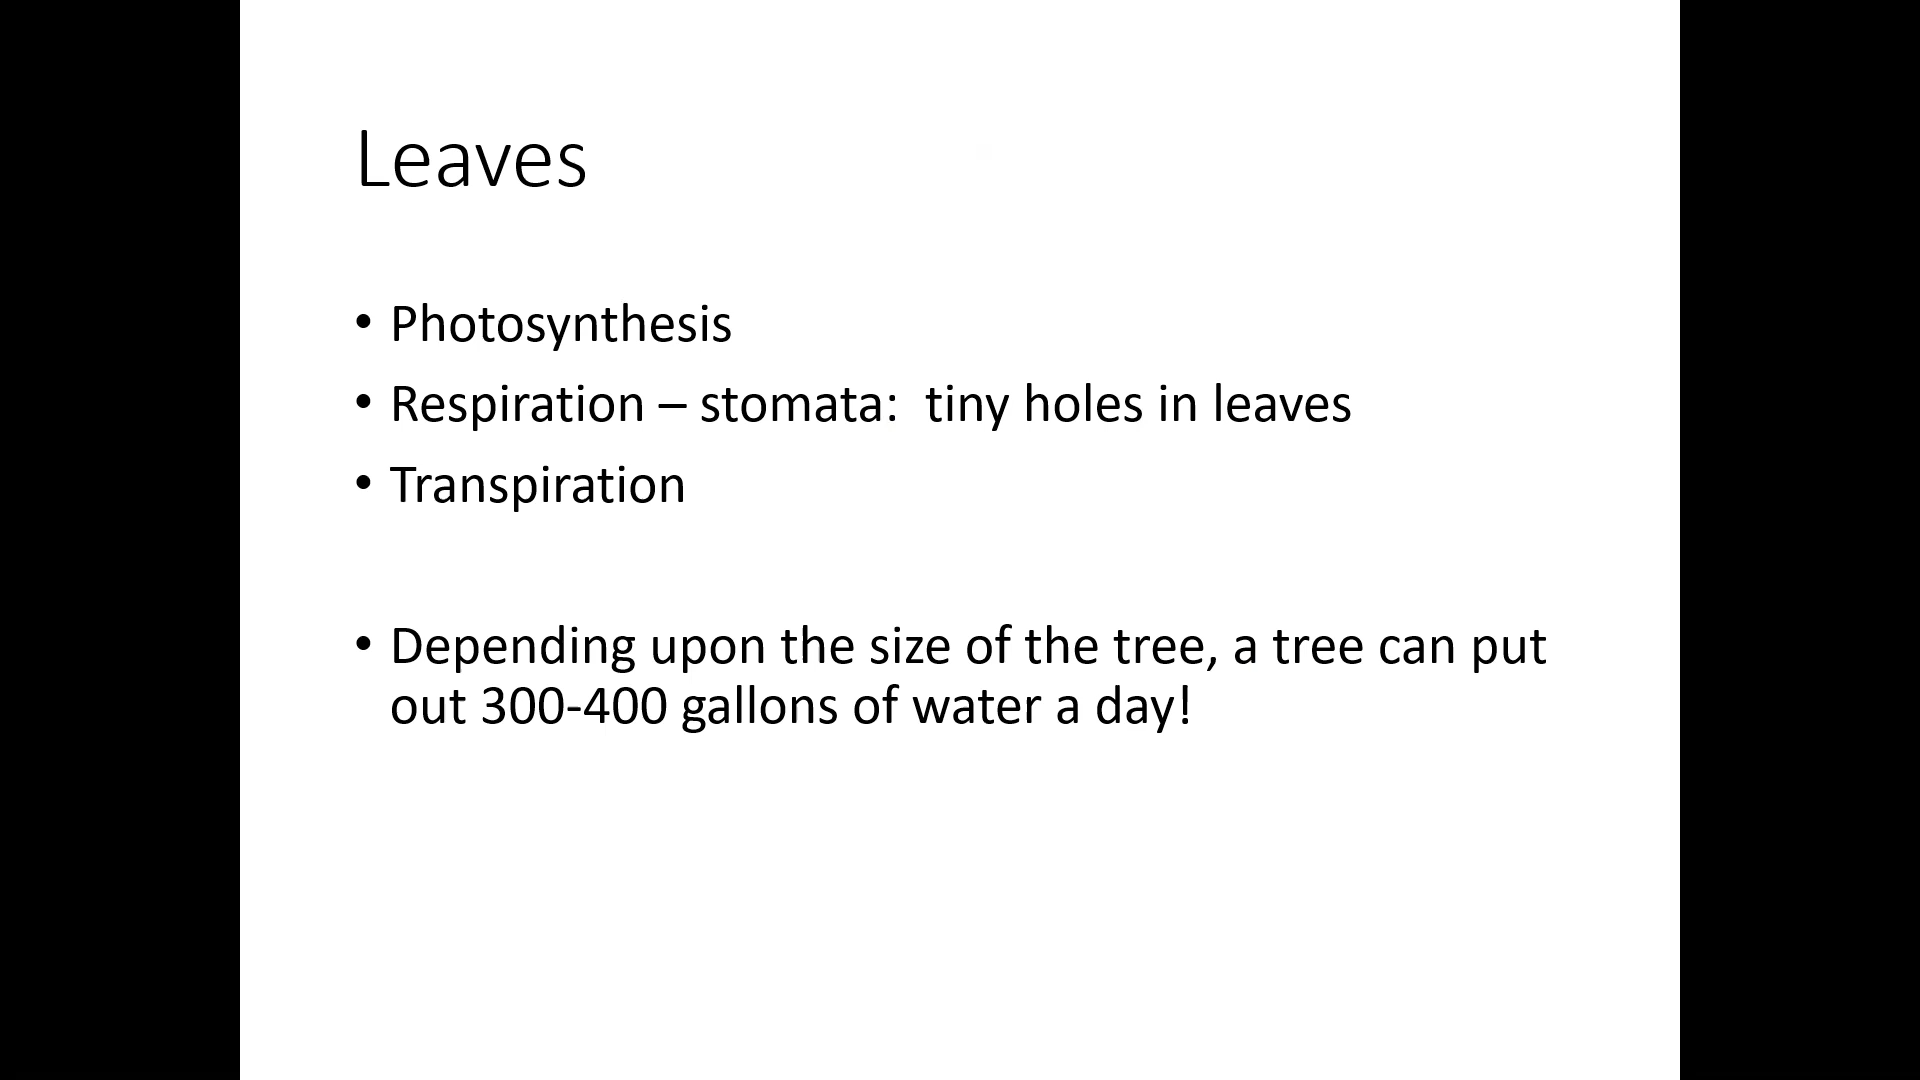 Leaves
• Photosynthesis
• Respiration – stomata:  tiny holes in leaves
• Transpiration
• Depending upon the size of the tree, a tree can put
out 300-400 gallons of water a day!